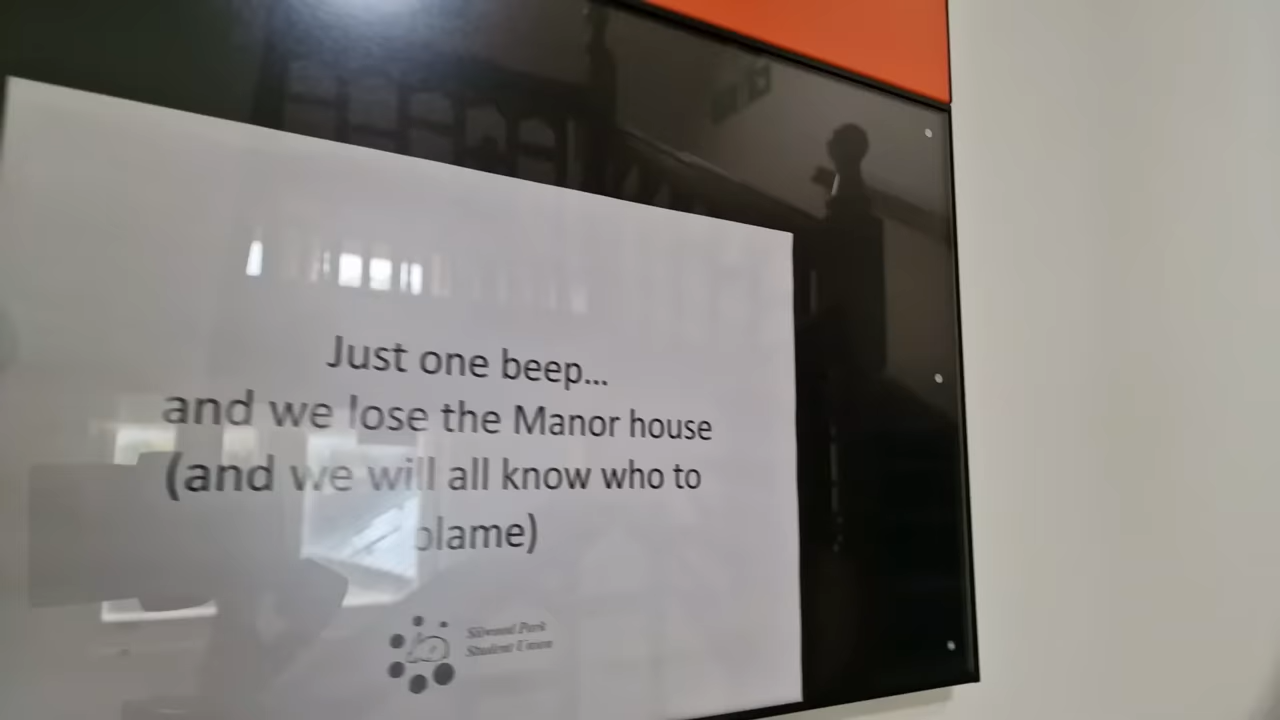 Just one beep...
and we lose the Manor house
(and we will all know who to
blame)
Silwood Park
Student Union